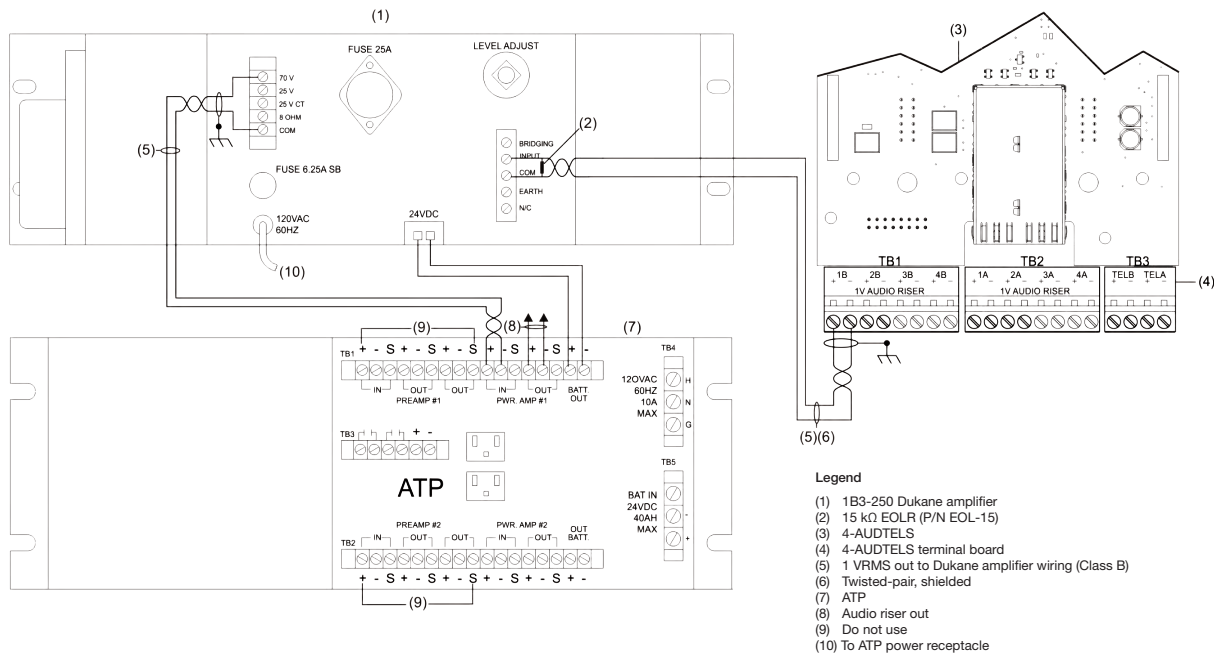 (1)
FUSE 25A
LEVEL ADJUST
70 V
25 V
25 V CT
8 OHM
COM
(5)
FUSE 6.25A SB
120VAC
60HZ
(10)
24VDC
BRIDGING
INPUT
COM
EARTH
N/C
(2)
(3)
TB1 TB2 TB3
1B 2B 3B 4B
+ - + - + - + -
1V AUDIO RISER
1A 2A 3A 4A
+ - + - + - + -
1V AUDIO RISER
TELB TELA
+ - + -
(4)
(5)(6)
(9) (8) (7)
+ - S + - S + - S + - S + - S + -
TB1
IN OUT OUT IN OUT BATT.
OUT
PREAMP #1 PWR. AMP #1
TB3 + -
ATP
TB4
12OVAC
60HZ
10A
MAX
H
N
G
TB5
BAT IN
24VDC
40AH
MAX
-
+
PREAMP #2 PWR. AMP #2 OUT
BATT.
IN OUT OUT IN OUT
TB2
+ - S + - S + - S + - S + - S + -
(9)
Legend
(1) 1B3-250 Dukane amplifier
(2) 15 kΩ EOLR (P/N EOL-15)
(3) 4-AUDTELS
(4) 4-AUDTELS terminal board
(5) 1 VRMS out to Dukane amplifier wiring (Class B)
(6) Twisted-pair, shielded
(7) ATP
(8) Audio riser out
(9) Do not use
(10) To ATP power receptacle